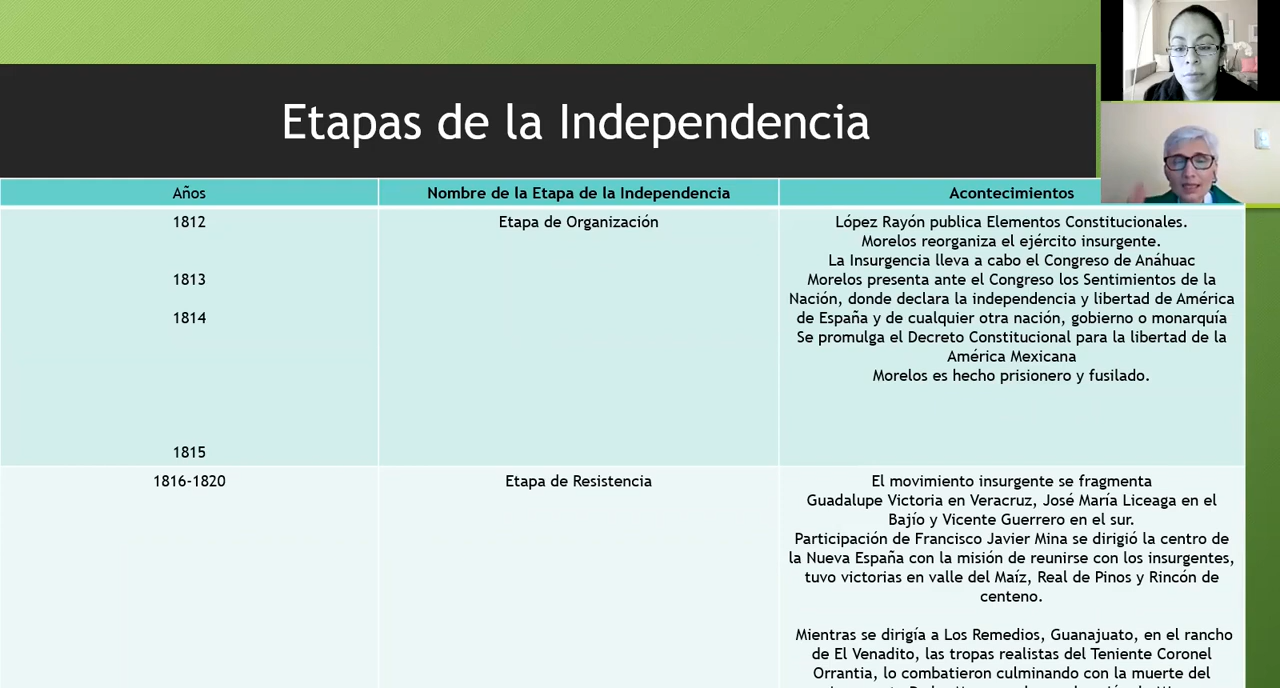 Etapas de la Independencia
Años
Nombre de la Etapa de la Independencia
Acontecimientos
1812
Etapa de Organización
López Rayón publica Elementos Constitucionales.
Morelos reorganiza el ejército insurgente.
La Insurgencia lleva a cabo el Congreso de Anáhuac
1813
Morelos presenta ante el Congreso los Sentimientos de la
Nación, donde declara la independencia y libertad de América
1814
de España y de cualquier otra nación, gobierno o monarquía
Se promulga el Decreto Constitucional para la libertad de la
América Mexicana
Morelos es hecho prisionero y fusilado.
1815
1816-1820
Etapa de Resistencia
El movimiento insurgente se fragmenta
Guadalupe Victoria en Veracruz, José María Liceaga en el
Bajío y Vicente Guerrero en el sur.
Participación de Francisco Javier Mina se dirigió la centro de
la Nueva España con la misión de reunirse con los insurgentes,
tuvo victorias en valle del Maíz, Real de Pinos y Rincón de
centeno.
Mientras se dirigía a Los Remedios, Guanajuato, en el rancho
de El Venadito, las tropas realistas del Teniente Coronel
Orrantia, lo combatieron culminando con la muerte del